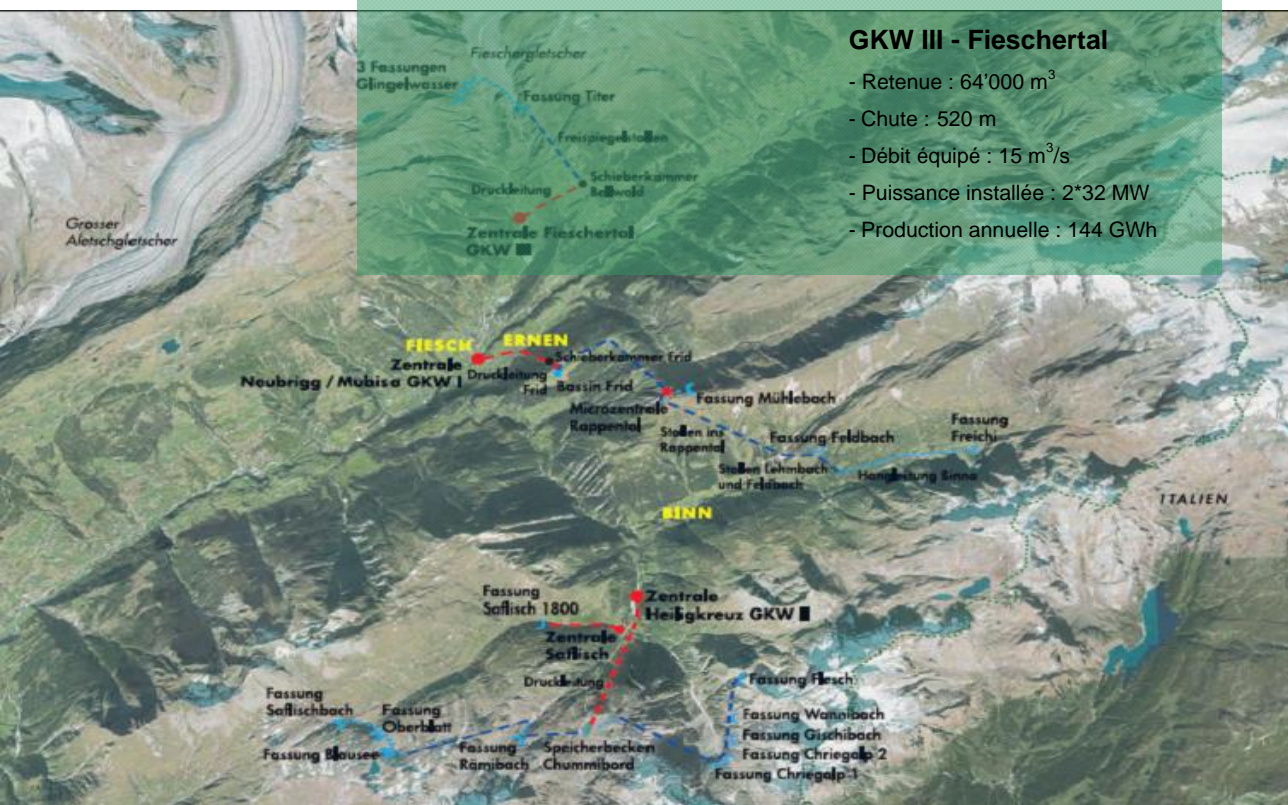 GKW III - Fieschertal
- Retenue : 64’000 m³
- Chute : 520 m
- Débit équipé : 15 m³/s
- Puissance installée : 2*32 MW
- Production annuelle : 144 GWh
Fieschergletscher
3 Fassungen
Glingelwasser
Fassung Titer
Freispiegelstollen
Schieberkammer
Bellwald
Druckleitung
Zentrale Fieschertal
GKW III
Grosser
Aletschgletscher
FIESCH
ERNEN
Zentrale
Neubrigg / Mubisa GKW I
Druckleitung
Frid
Schieberkammer Frid
Bassin Frid
Fassung Mühlebach
Microzentrale
Rappental
Stollen ins
Rappental
Fassung Feldbach
Fassung
Freichi
Stollen Lehmbach
und Feldbach
Hangleitung Binna
BINN
ITALIEN
Fassung
Saflisch 1800
Zentrale
Heiligkreuz GKW II
Zentrale
Saflisch
Druckleitung
Fassung
Saflischbach
Fassung
Oberblatt
Fassung Blausee
Fassung
Rämibach
Speicherbecken
Chummibord
Fassung Flesch
Fassung Wannibach
Fassung Gischibach
Fassung Chriegalp 2
Fassung Chriegalp 1